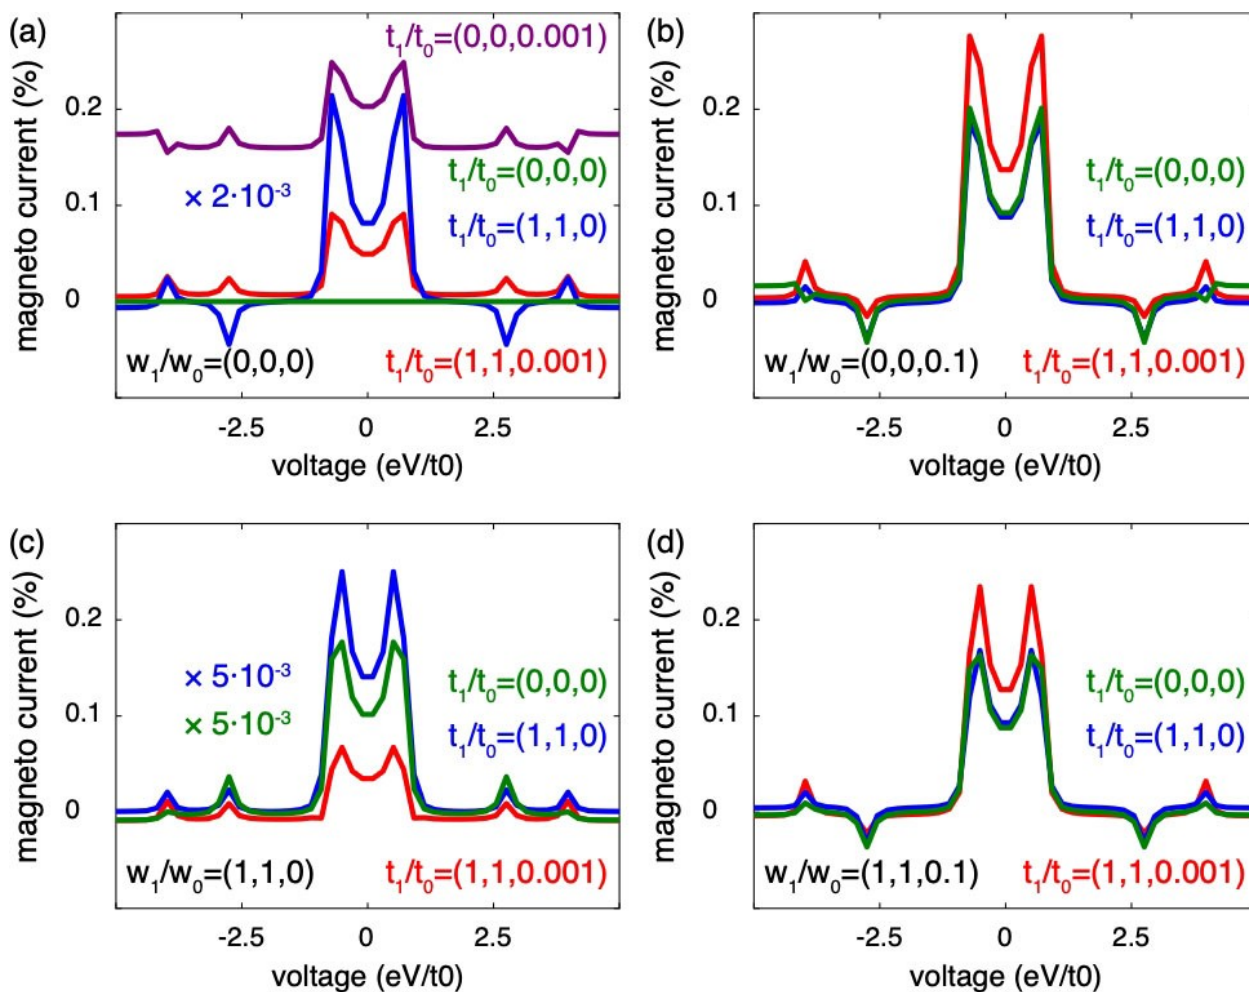 (a)
magneto current (%)
0.2
0.1
0
t₁/t₀=(0,0,0.001)
t₁/t₀=(0,0,0)
× 2·10⁻³
t₁/t₀=(1,1,0)
w₁/w₀=(0,0,0)
t₁/t₀=(1,1,0.001)
-2.5
0
2.5
voltage (eV/t0)
(b)
magneto current (%)
0.2
0.1
0
t₁/t₀=(0,0,0)
t₁/t₀=(1,1,0)
w₁/w₀=(0,0,0.1)
t₁/t₀=(1,1,0.001)
-2.5
0
2.5
voltage (eV/t0)
(c)
magneto current (%)
0.2
0.1
0
× 5·10⁻³
t₁/t₀=(0,0,0)
× 5·10⁻³
t₁/t₀=(1,1,0)
w₁/w₀=(1,1,0)
t₁/t₀=(1,1,0.001)
-2.5
0
2.5
voltage (eV/t0)
(d)
magneto current (%)
0.2
0.1
0
t₁/t₀=(0,0,0)
t₁/t₀=(1,1,0)
w₁/w₀=(1,1,0.1)
t₁/t₀=(1,1,0.001)
-2.5
0
2.5
voltage (eV/t0)